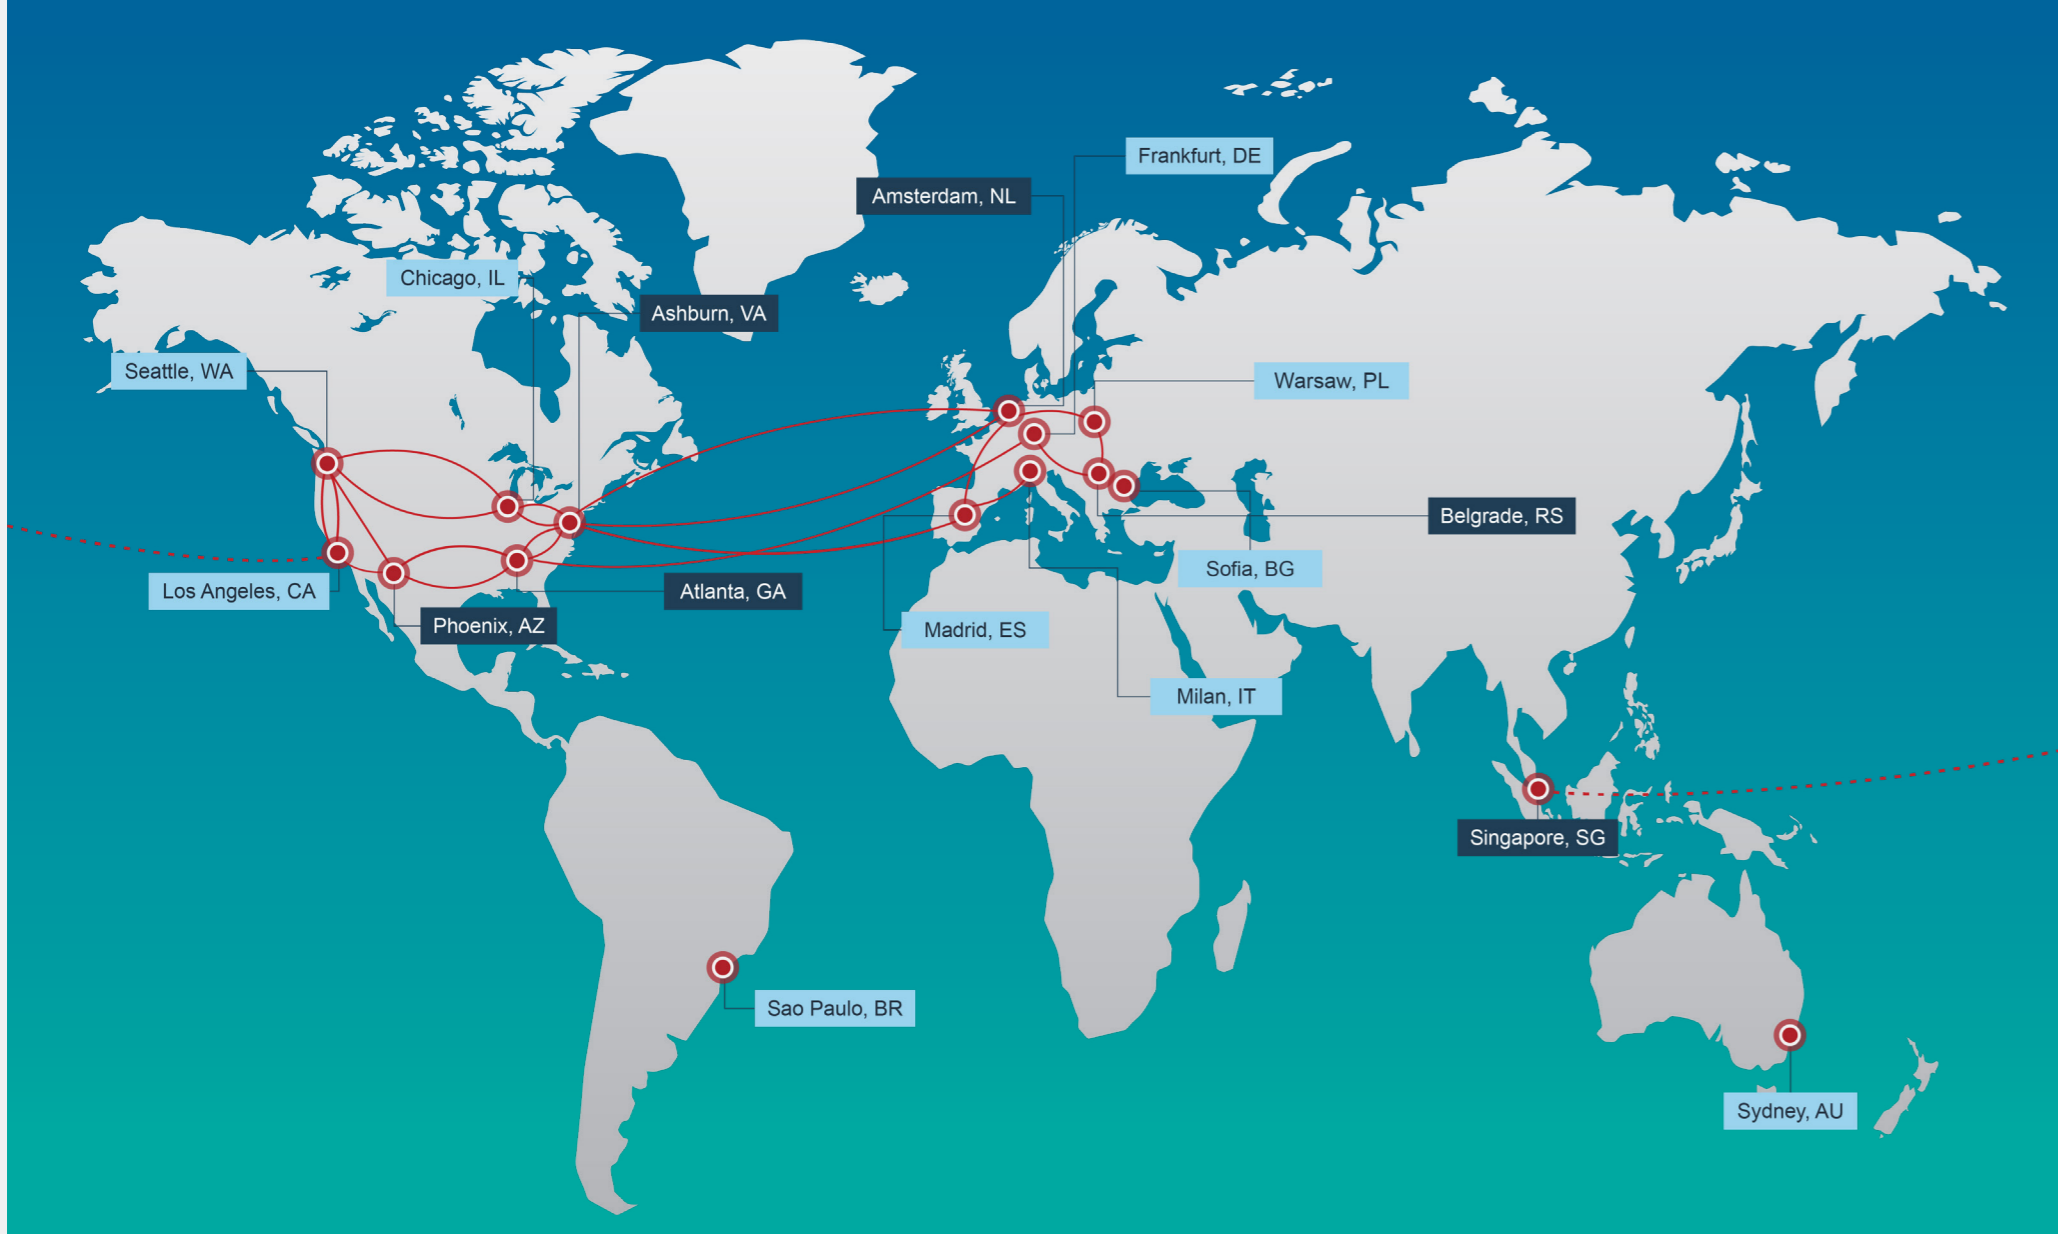 Frankfurt, DE
Amsterdam, NL
Chicago, IL
Ashburn, VA
Seattle, WA
Warsaw, PL
Belgrade, RS
Sofia, BG
Los Angeles, CA
Atlanta, GA
Phoenix, AZ
Madrid, ES
Milan, IT
Singapore, SG
Sao Paulo, BR
Sydney, AU